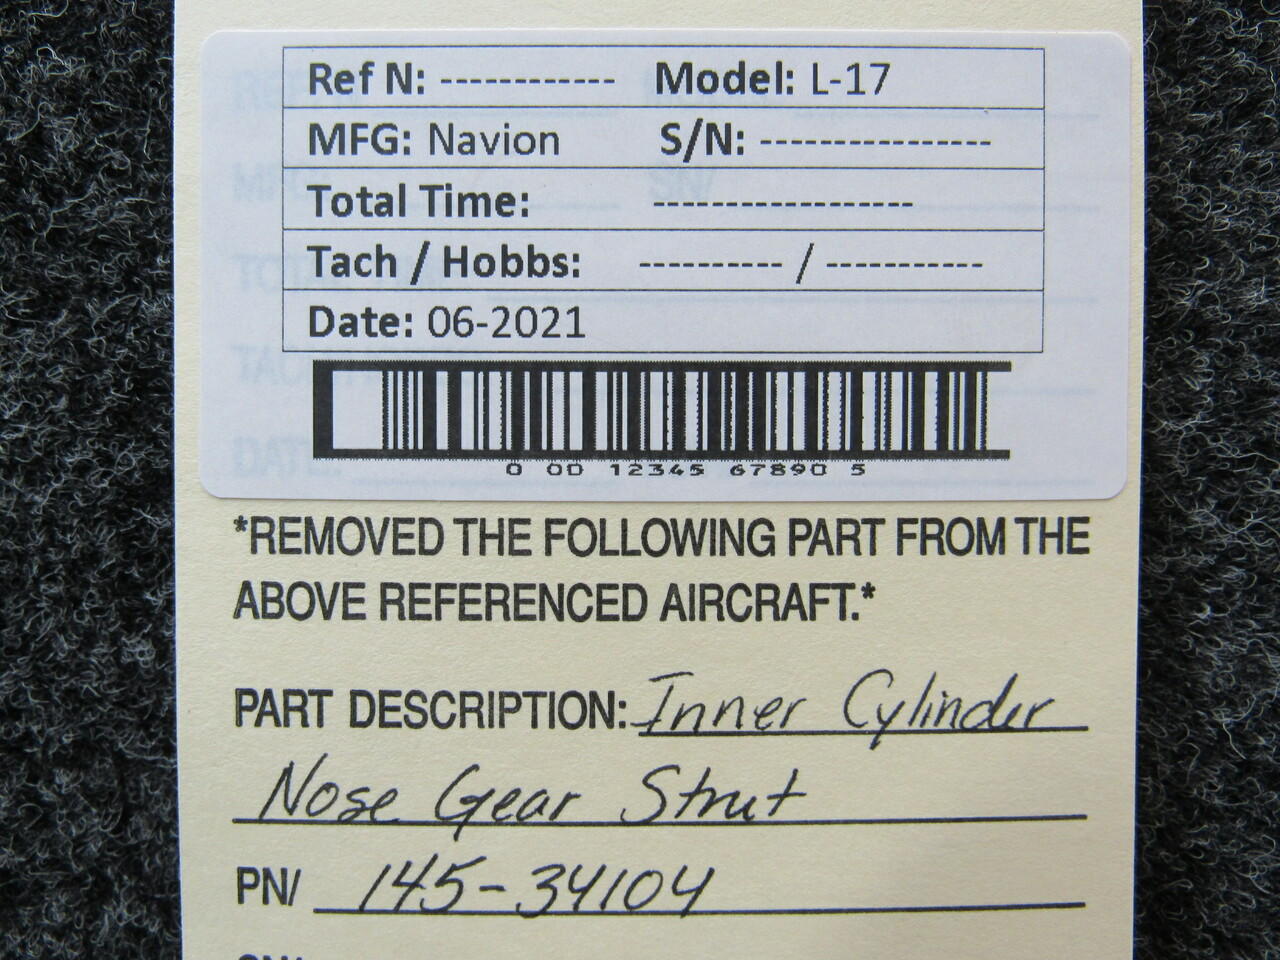 Ref N: ------------ Model: L-17
MFG: Navion S/N: ----------------
Total Time: ------------------
Tach / Hobbs: ---------- / -----------
Date: 06-2021
0 00 12345 67890 5
*REMOVED THE FOLLOWING PART FROM THE
ABOVE REFERENCED AIRCRAFT.*
PART DESCRIPTION: Inner Cylinder
Nose Gear Strut
PN/ 145-34104